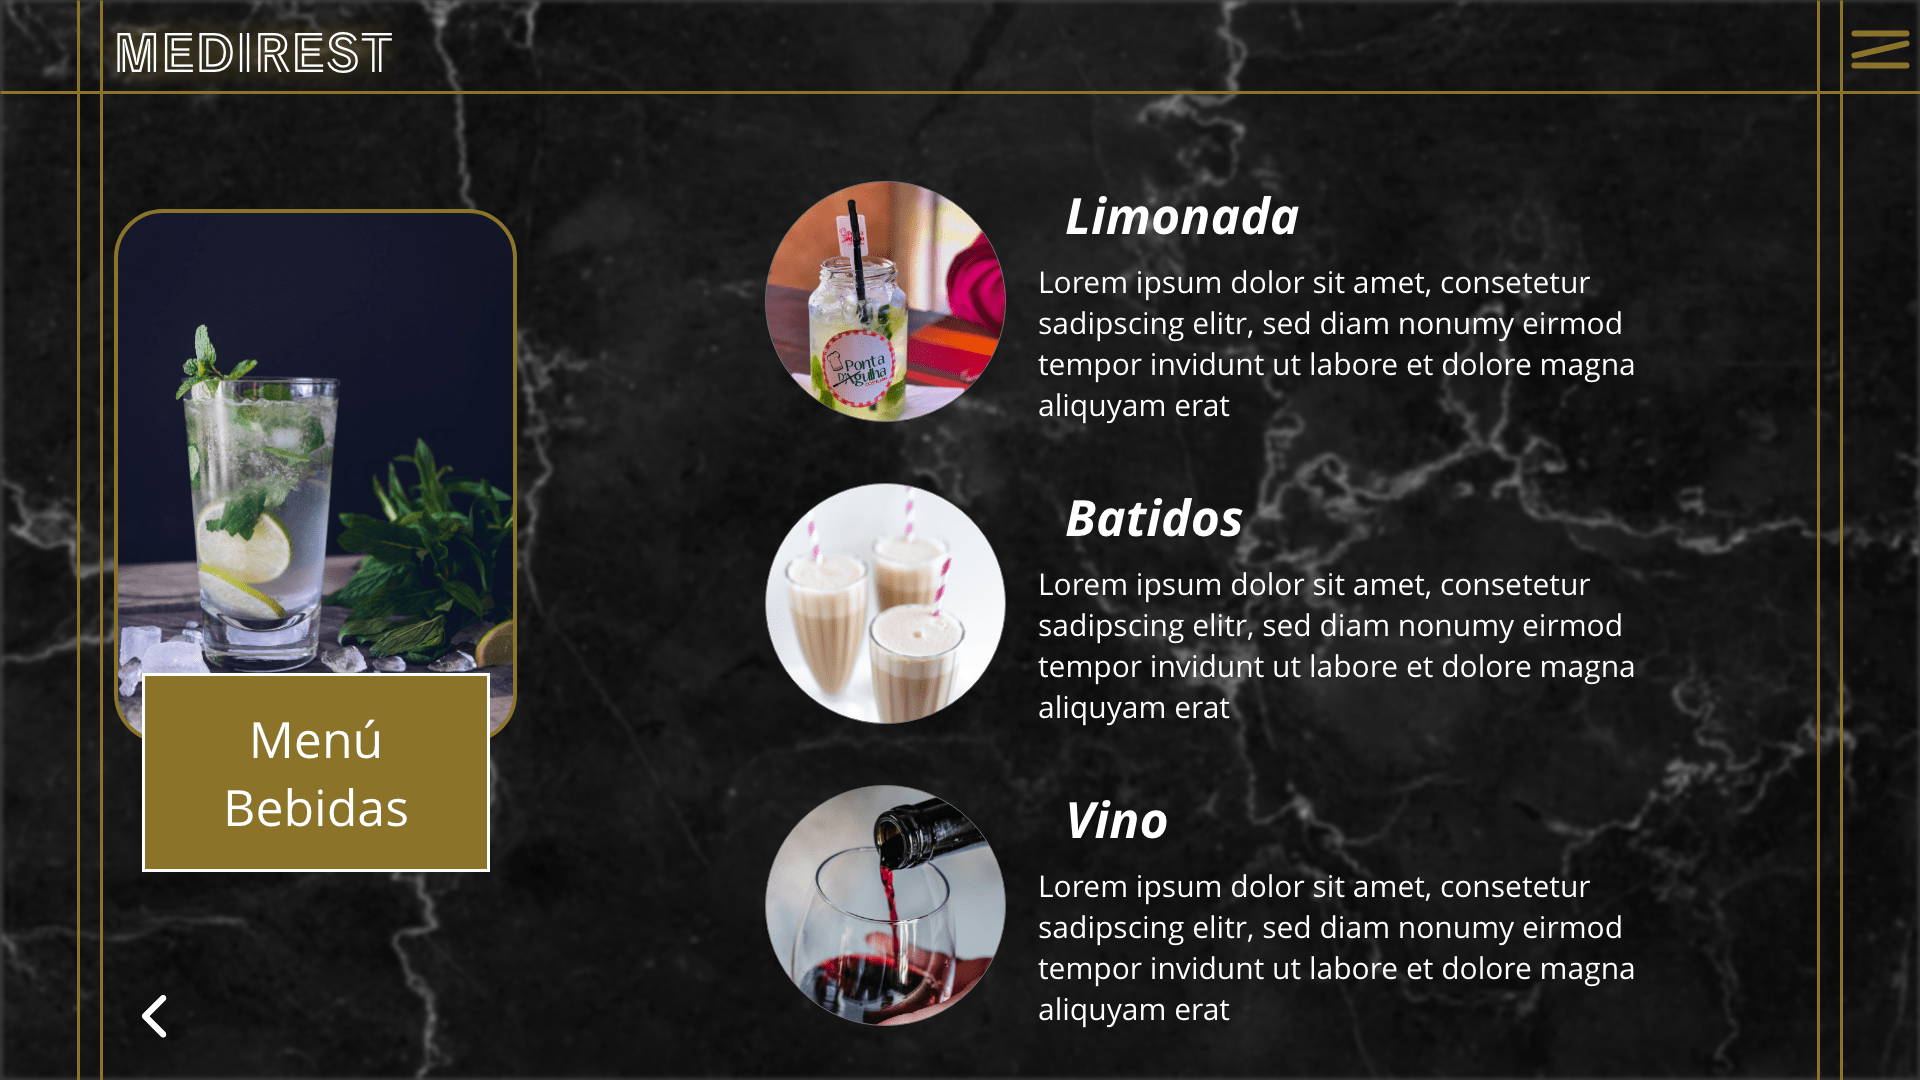 MEDIREST
Menú
Bebidas
Limonada
Lorem ipsum dolor sit amet, consetetur
sadipscing elitr, sed diam nonumy eirmod
tempor invidunt ut labore et dolore magna
aliquyam erat
Ponta
D'Agulha
Batidos
Lorem ipsum dolor sit amet, consetetur
sadipscing elitr, sed diam nonumy eirmod
tempor invidunt ut labore et dolore magna
aliquyam erat
Vino
Lorem ipsum dolor sit amet, consetetur
sadipscing elitr, sed diam nonumy eirmod
tempor invidunt ut labore et dolore magna
aliquyam erat